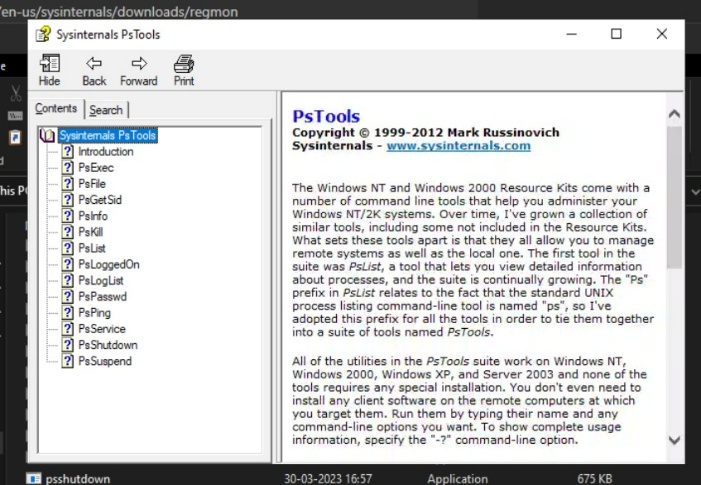 en-us/sysinternals/downloads/regmon
Sysinternals PsTools
Hide Back Forward Print
Contents Search
Sysinternals PsTools
Introduction
PsExec
PsFile
PsGetSid
PsInfo
PsKill
PsList
PsLoggedOn
PsLogList
PsPasswd
PsPing
PsService
PsShutdown
PsSuspend
PsTools
Copyright © 1999-2012 Mark Russinovich
Sysinternals - www.sysinternals.com
The Windows NT and Windows 2000 Resource Kits come with a
number of command line tools that help you administer your
Windows NT/2K systems. Over time, I've grown a collection of
similar tools, including some not included in the Resource Kits.
What sets these tools apart is that they all allow you to manage
remote systems as well as the local one. The first tool in the
suite was PsList, a tool that lets you view detailed information
about processes, and the suite is continually growing. The "Ps"
prefix in PsList relates to the fact that the standard UNIX
process listing command-line tool is named "ps", so I've
adopted this prefix for all the tools in order to tie them together
into a suite of tools named PsTools.
All of the utilities in the PsTools suite work on Windows NT,
Windows 2000, Windows XP, and Server 2003 and none of the
tools requires any special installation. You don't even need to
install any client software on the remote computers at which
you target them. Run them by typing their name and any
command-line options you want. To show complete usage
information, specify the "-?" command-line option.
his P
psshutdown 30-03-2023 16:57 Application 675 KB